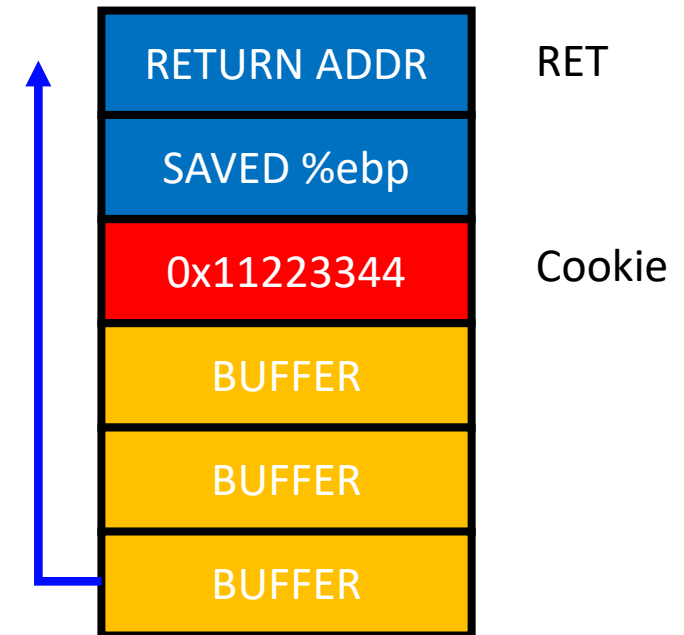 RETURN ADDR RET
SAVED %ebp
0x11223344 Cookie
BUFFER
BUFFER
BUFFER